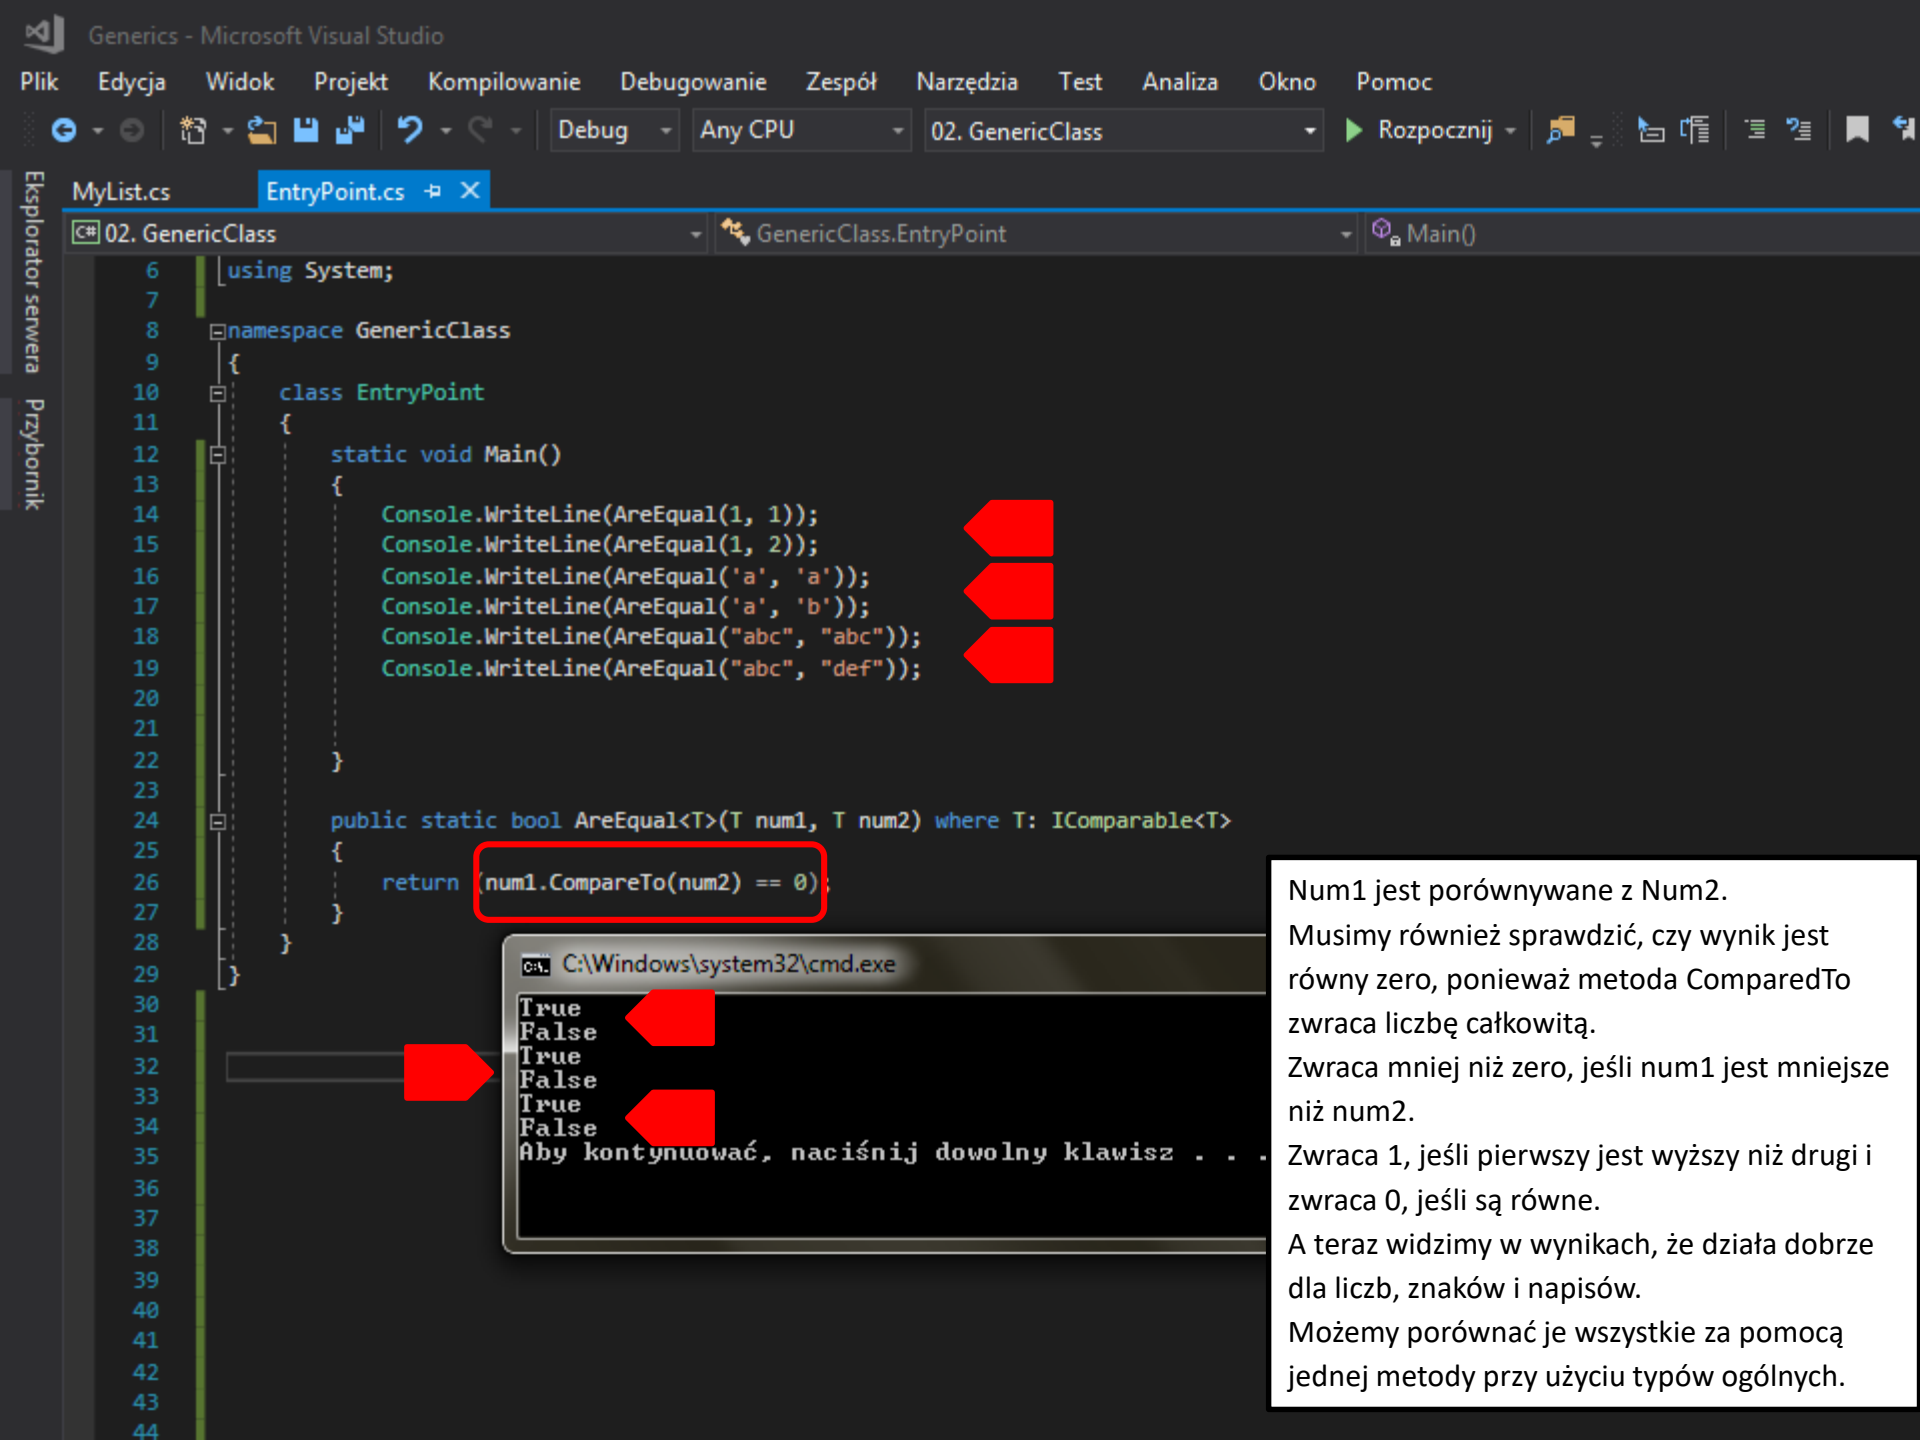 Generics - Microsoft Visual Studio
Plik Edycja Widok Projekt Kompilowanie Debugowanie Zespół Narzędzia Test Analiza Okno Pomoc
Debug Any CPU 02. GenericClass Rozpocznij
Eksplorator serwera
Przybornik
MyList.cs EntryPoint.cs
C# 02. GenericClass GenericClass.EntryPoint Main()
6 using System;
7
8 namespace GenericClass
9 {
10 class EntryPoint
11 {
12 static void Main()
13 {
14 Console.WriteLine(AreEqual(1, 1));
15 Console.WriteLine(AreEqual(1, 2));
16 Console.WriteLine(AreEqual('a', 'a'));
17 Console.WriteLine(AreEqual('a', 'b'));
18 Console.WriteLine(AreEqual("abc", "abc"));
19 Console.WriteLine(AreEqual("abc", "def"));
20
21
22 }
23
24 public static bool AreEqual<T>(T num1, T num2) where T: IComparable<T>
25 {
26 return (num1.CompareTo(num2) == 0);
27 }
28 }
29 }
30
31
32
33
34
35
36
37
38
39
40
41
42
43
44
C:\Windows\system32\cmd.exe
True
False
True
False
True
False
Aby kontynuować, naciśnij dowolny klawisz . . .
Num1 jest porównywane z Num2.
Musimy również sprawdzić, czy wynik jest
równy zero, ponieważ metoda ComparedTo
zwraca liczbę całkowitą.
Zwraca mniej niż zero, jeśli num1 jest mniejsze
niż num2.
Zwraca 1, jeśli pierwszy jest wyższy niż drugi i
zwraca 0, jeśli są równe.
A teraz widzimy w wynikach, że działa dobrze
dla liczb, znaków i napisów.
Możemy porównać je wszystkie za pomocą
jednej metody przy użyciu typów ogólnych.